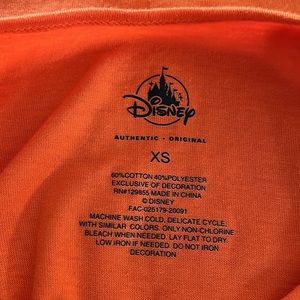 Disney
AUTHENTIC • ORIGINAL
XS
60%COTTON 40%POLYESTER
EXCLUSIVE OF DECORATION
RN#129855 MADE IN CHINA
© DISNEY
FAC-025179-20091
MACHINE WASH COLD, DELICATE CYCLE,
WITH SIMILAR COLORS. ONLY NON-CHLORINE
BLEACH WHEN NEEDED. LAY FLAT TO DRY.
LOW IRON IF NEEDED. DO NOT IRON
DECORATION